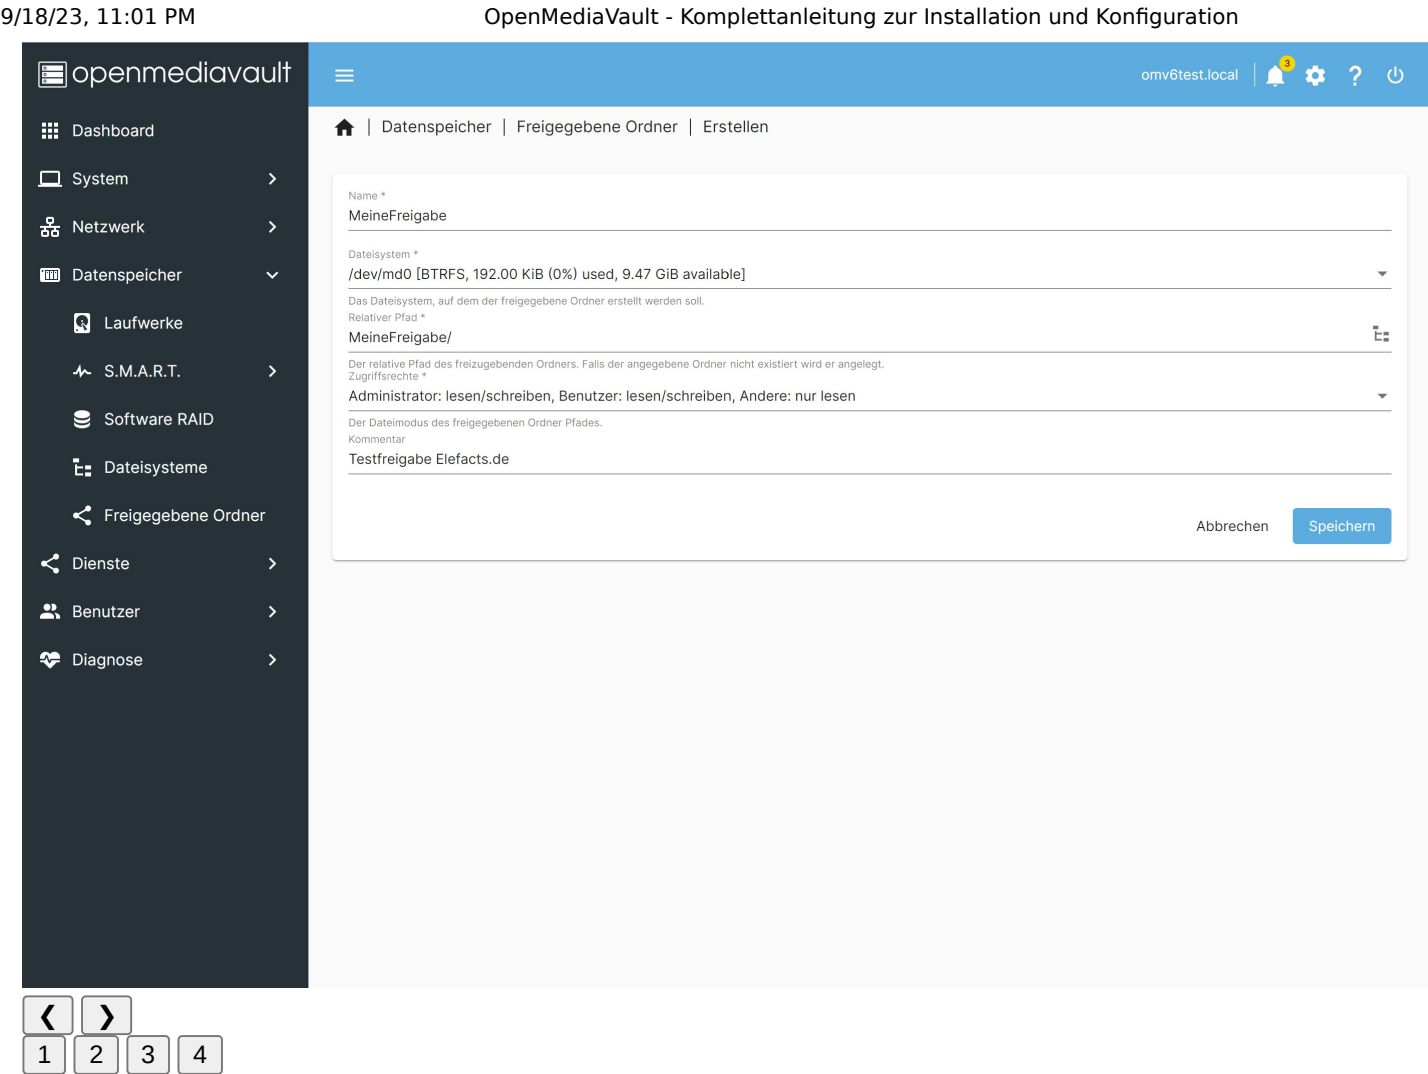 9/18/23, 11:01 PM
OpenMediaVault - Komplettanleitung zur Installation und Konfiguration
openmediavault
omv6test.local
3
?
Dashboard
System
Netzwerk
Datenspeicher
Laufwerke
S.M.A.R.T.
Software RAID
Dateisysteme
Freigegebene Ordner
Dienste
Benutzer
Diagnose
| Datenspeicher | Freigegebene Ordner | Erstellen
Name *
MeineFreigabe
Dateisystem *
/dev/md0 [BTRFS, 192.00 KiB (0%) used, 9.47 GiB available]
Das Dateisystem, auf dem der freigegebene Ordner erstellt werden soll.
Relativer Pfad *
MeineFreigabe/
Der relative Pfad des freizugebenden Ordners. Falls der angegebene Ordner nicht existiert wird er angelegt.
Zugriffsrechte *
Administrator: lesen/schreiben, Benutzer: lesen/schreiben, Andere: nur lesen
Der Dateimodus des freigegebenen Ordner Pfades.
Kommentar
Testfreigabe Elefacts.de
Abbrechen
Speichern
❮ ❯
1 2 3 4